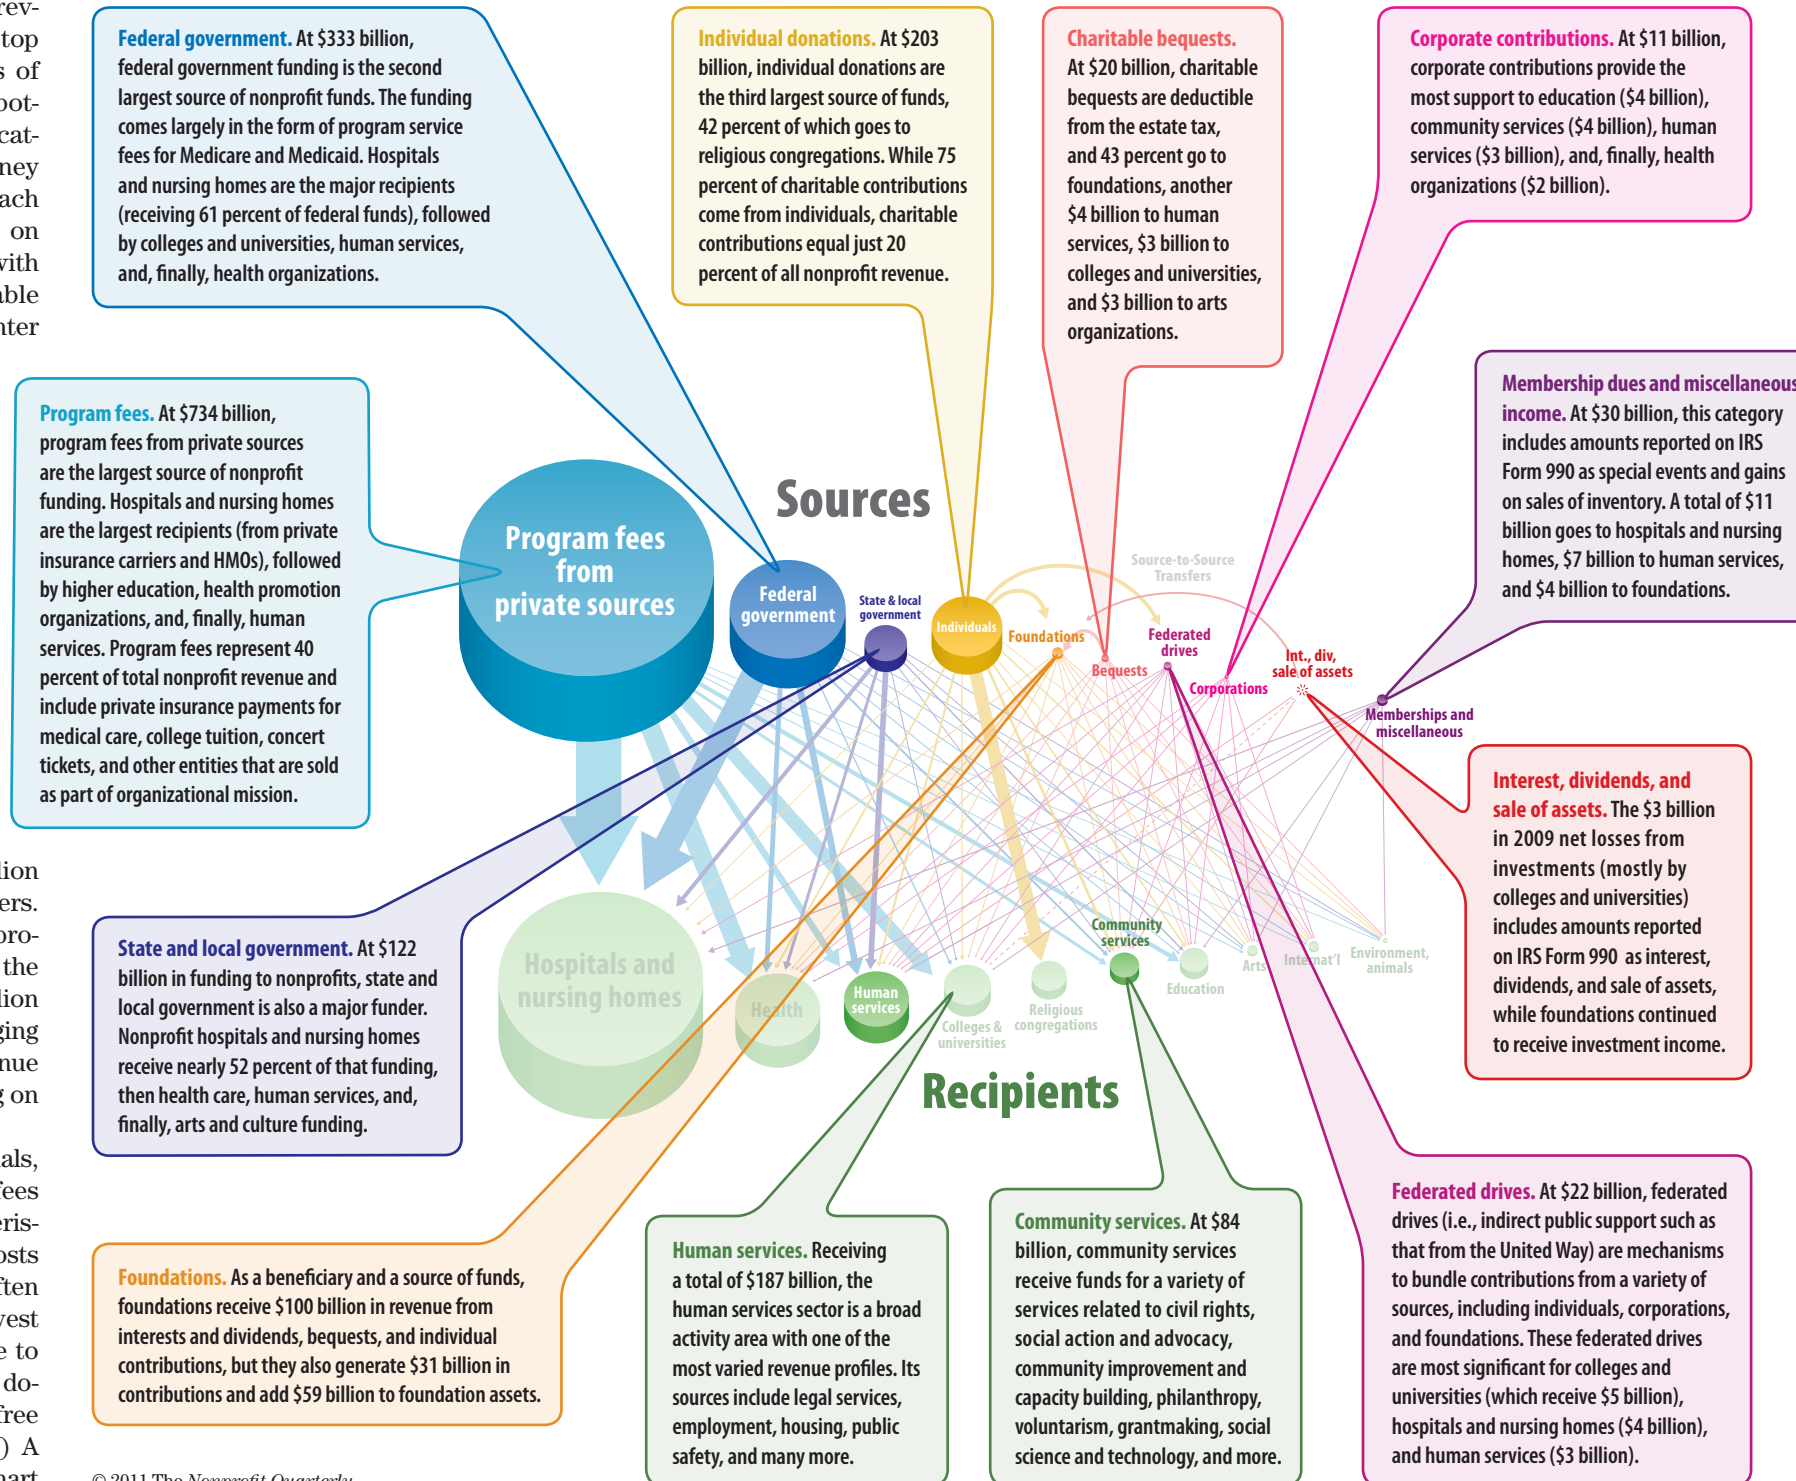 Federal government. At $333 billion,
federal government funding is the second
largest source of nonprofit funds. The funding
comes largely in the form of program service
fees for Medicare and Medicaid. Hospitals
and nursing homes are the major recipients
(receiving 61 percent of federal funds), followed
by colleges and universities, human services,
and, finally, health organizations.
Individual donations. At $203
billion, individual donations are
the third largest source of funds,
42 percent of which goes to
religious congregations. While 75
percent of charitable contributions
come from individuals, charitable
contributions equal just 20
percent of all nonprofit revenue.
Charitable bequests.
At $20 billion, charitable
bequests are deductible
from the estate tax,
and 43 percent go to
foundations, another
$4 billion to human
services, $3 billion to
colleges and universities,
and $3 billion to arts
organizations.
Corporate contributions. At $11 billion,
corporate contributions provide the
most support to education ($4 billion),
community services ($4 billion), human
services ($3 billion), and, finally, health
organizations ($2 billion).
Program fees. At $734 billion,
program fees from private sources
are the largest source of nonprofit
funding. Hospitals and nursing homes
are the largest recipients (from private
insurance carriers and HMOs), followed
by higher education, health promotion
organizations, and, finally, human
services. Program fees represent 40
percent of total nonprofit revenue and
include private insurance payments for
medical care, college tuition, concert
tickets, and other entities that are sold
as part of organizational mission.
Membership dues and miscellaneous
income. At $30 billion, this category
includes amounts reported on IRS
Form 990 as special events and gains
on sales of inventory. A total of $11
billion goes to hospitals and nursing
homes, $7 billion to human services,
and $4 billion to foundations.
Sources
Program fees
from
private sources
Federal
government
State & local
government
Individuals
Foundations
Source-to-Source
Transfers
Bequests
Federated
drives
Corporations
Int., div,
sale of assets
Memberships and
miscellaneous
Interest, dividends, and
sale of assets. The $3 billion
in 2009 net losses from
investments (mostly by
colleges and universities)
includes amounts reported
on IRS Form 990 as interest,
dividends, and sale of assets,
while foundations continued
to receive investment income.
State and local government. At $122
billion in funding to nonprofits, state and
local government is also a major funder.
Nonprofit hospitals and nursing homes
receive nearly 52 percent of that funding,
then health care, human services, and,
finally, arts and culture funding.
Hospitals and
nursing homes
Health
Human
services
Colleges &
universities
Religious
congregations
Community
services
Education
Arts
Internat'l
Environment,
animals
Recipients
Foundations. As a beneficiary and a source of funds,
foundations receive $100 billion in revenue from
interests and dividends, bequests, and individual
contributions, but they also generate $31 billion in
contributions and add $59 billion to foundation assets.
Human services. Receiving
a total of $187 billion, the
human services sector is a broad
activity area with one of the
most varied revenue profiles. Its
sources include legal services,
employment, housing, public
safety, and many more.
Community services. At $84
billion, community services
receive funds for a variety of
services related to civil rights,
social action and advocacy,
community improvement and
capacity building, philanthropy,
voluntarism, grantmaking, social
science and technology, and more.
Federated drives. At $22 billion, federated
drives (i.e., indirect public support such as
that from the United Way) are mechanisms
to bundle contributions from a variety of
sources, including individuals, corporations,
and foundations. These federated drives
are most significant for colleges and
universities (which receive $5 billion),
hospitals and nursing homes ($4 billion),
and human services ($3 billion).
top
of
on
the
on
to
A
© 2011 The Nonprofit Quarterly